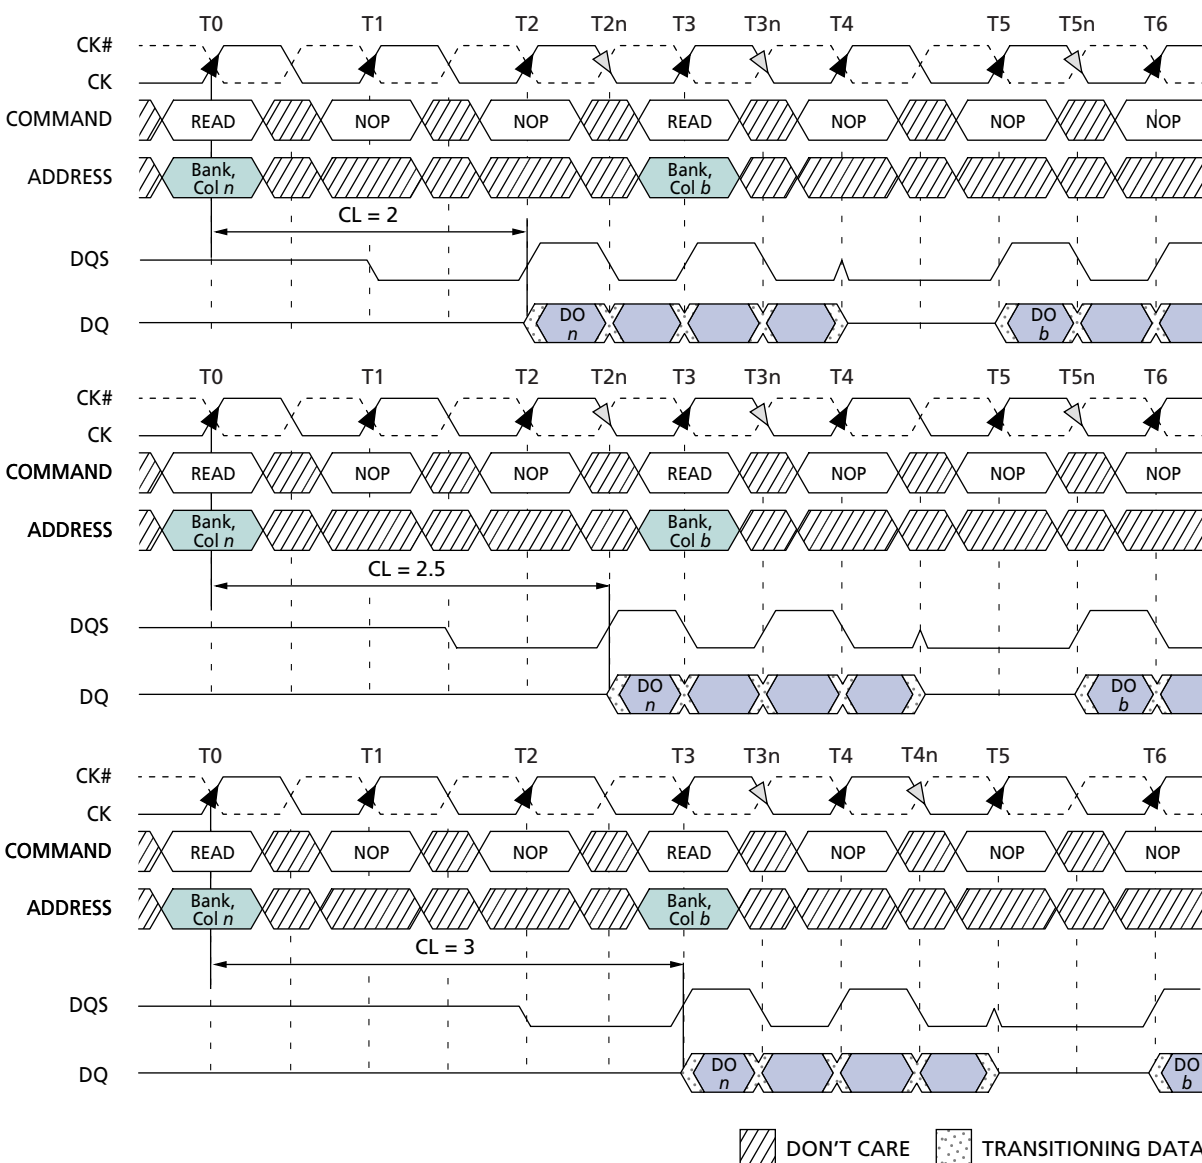 T0 T1 T2 T2n T3 T3n T4 T5 T5n T6
CK#
CK
COMMAND READ NOP NOP READ NOP NOP NOP
ADDRESS Bank, Col n Bank, Col b
CL = 2
DQS
DQ DO n DO b
T0 T1 T2 T2n T3 T3n T4 T5 T5n T6
CK#
CK
COMMAND READ NOP NOP READ NOP NOP NOP
ADDRESS Bank, Col n Bank, Col b
CL = 2.5
DQS
DQ DO n DO b
T0 T1 T2 T3 T3n T4 T4n T5 T6
CK#
CK
COMMAND READ NOP NOP READ NOP NOP NOP
ADDRESS Bank, Col n Bank, Col b
CL = 3
DQS
DQ DO n DO b
DON'T CARE TRANSITIONING DATA